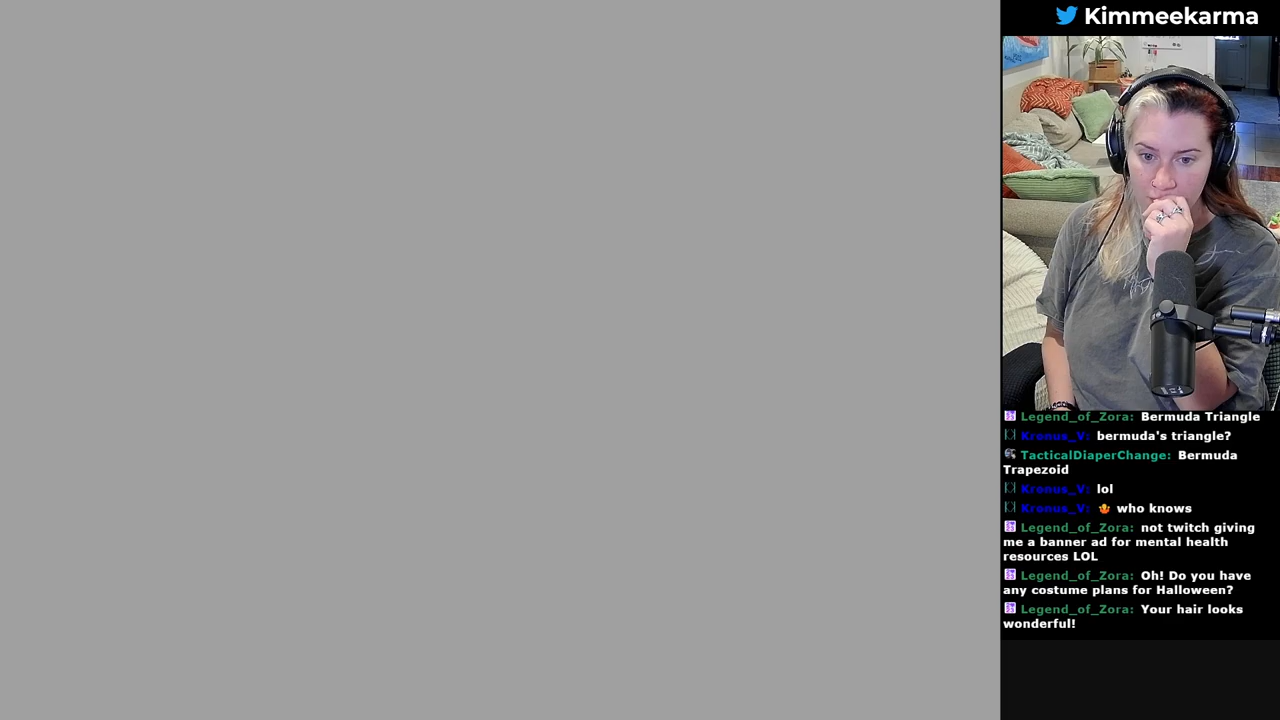 Kimmeekarma
Legend_of_Zora: Bermuda Triangle
Kronus_V: bermuda's triangle?
TacticalDiaperChange: Bermuda
Trapezoid
Kronus_V: lol
Kronus_V: who knows
Legend_of_Zora: not twitch giving
me a banner ad for mental health
resources LOL
Legend_of_Zora: Oh! Do you have
any costume plans for Halloween?
Legend_of_Zora: Your hair looks
wonderful!